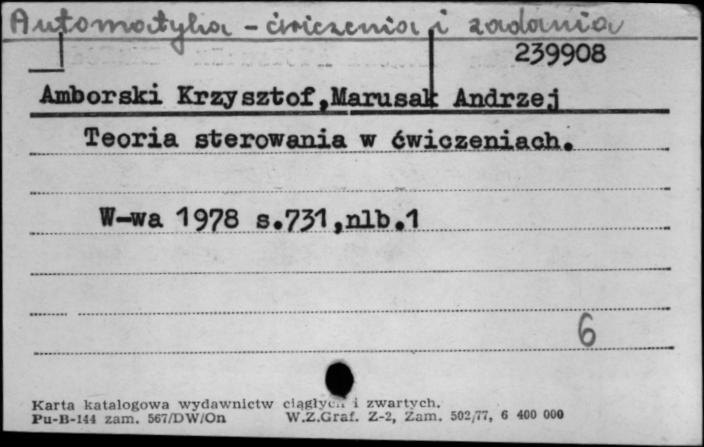 Automatyka - ćwiczenia i zadania
239908
Amborski Krzysztof, Marusak Andrzej
Teoria sterowania w ćwiczeniach.
W-wa 1978 s.731,nlb.1
6
Karta katalogowa wydawnictw ciągłych i zwartych.
Pu-B-144 zam. 567/DW/On W.Z.Graf. Z-2, Zam. 502/77, 6 400 000